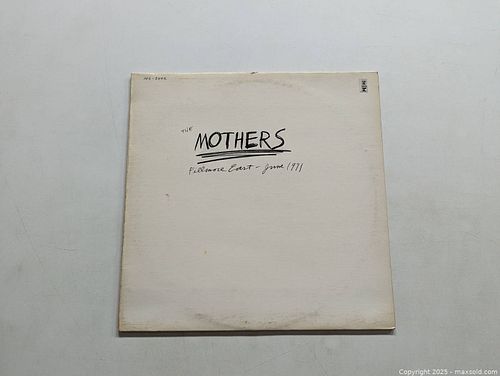 THE
MOTHERS
Fillmore East - June 1971
Copyright 2025 - maxsold.com